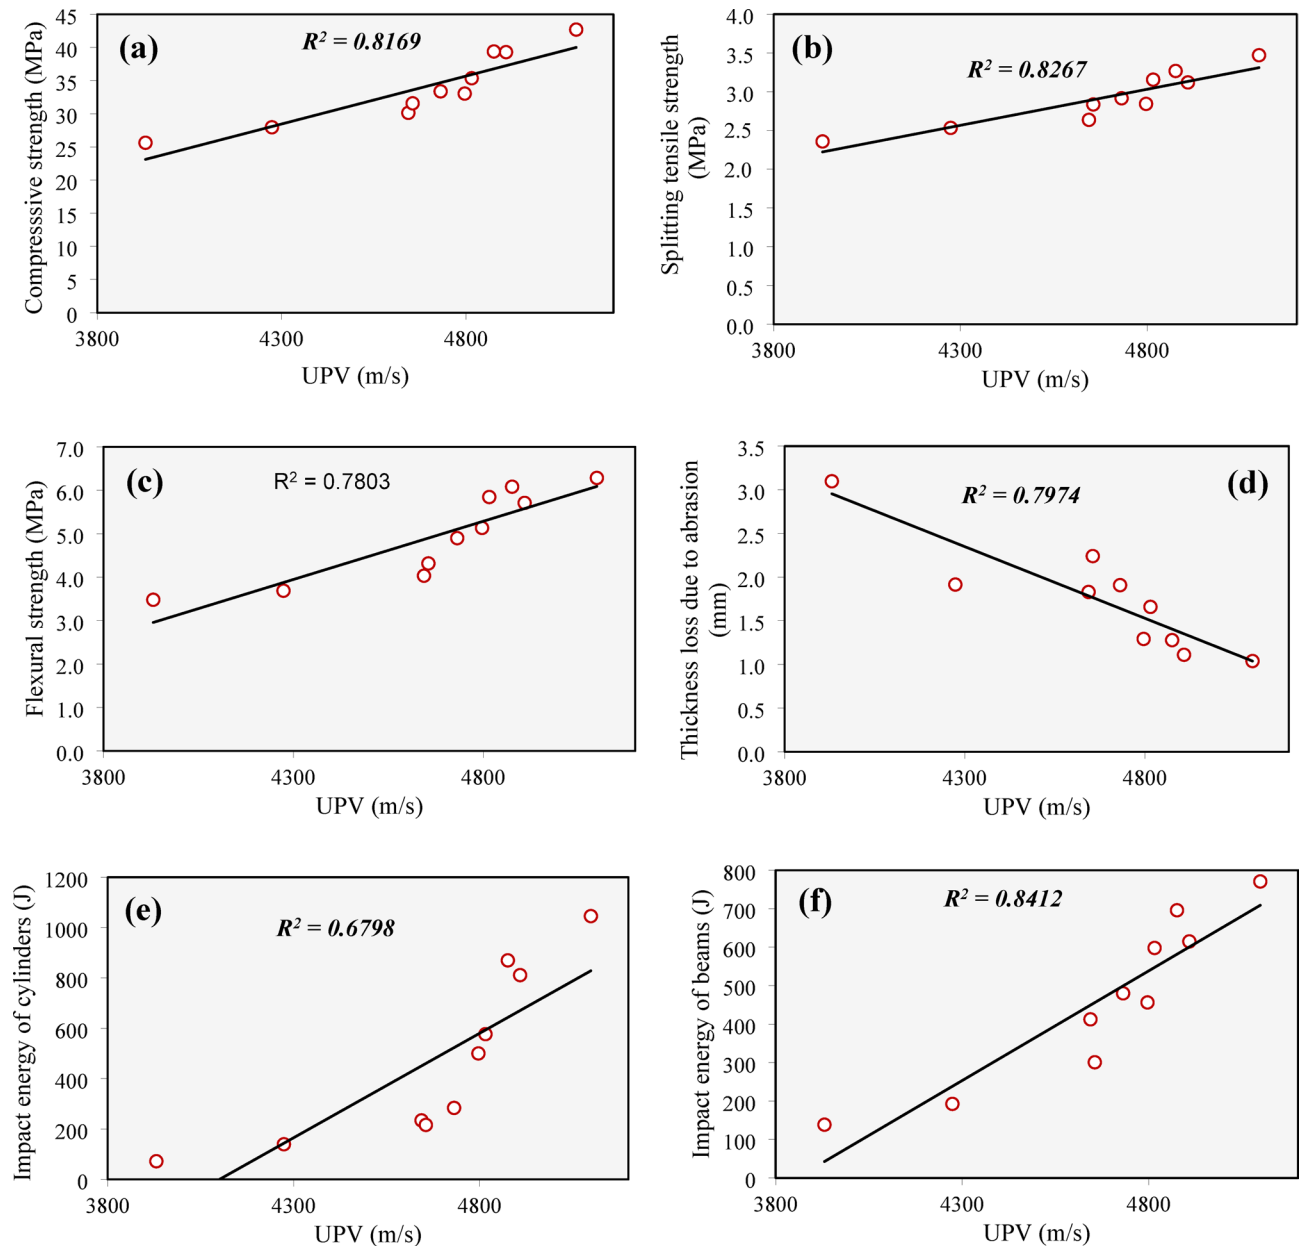 (a)
R² = 0.8169
Compresssive strength (MPa)
45
40
35
30
25
20
15
10
5
0
3800
4300
4800
UPV (m/s)
(b)
R² = 0.8267
Splitting tensile strength
(MPa)
4.0
3.5
3.0
2.5
2.0
1.5
1.0
0.5
0.0
3800
4300
4800
UPV (m/s)
(c)
R² = 0.7803
Flexural strength (MPa)
7.0
6.0
5.0
4.0
3.0
2.0
1.0
0.0
3800
4300
4800
UPV (m/s)
(d)
R² = 0.7974
Thickness loss due to abrasion
(mm)
3.5
3.0
2.5
2.0
1.5
1.0
0.5
0.0
3800
4300
4800
UPV (m/s)
(e)
R² = 0.6798
Impact energy of cylinders (J)
1200
1000
800
600
400
200
0
3800
4300
4800
UPV (m/s)
(f)
R² = 0.8412
Impact energy of beams (J)
800
700
600
500
400
300
200
100
0
3800
4300
4800
UPV (m/s)